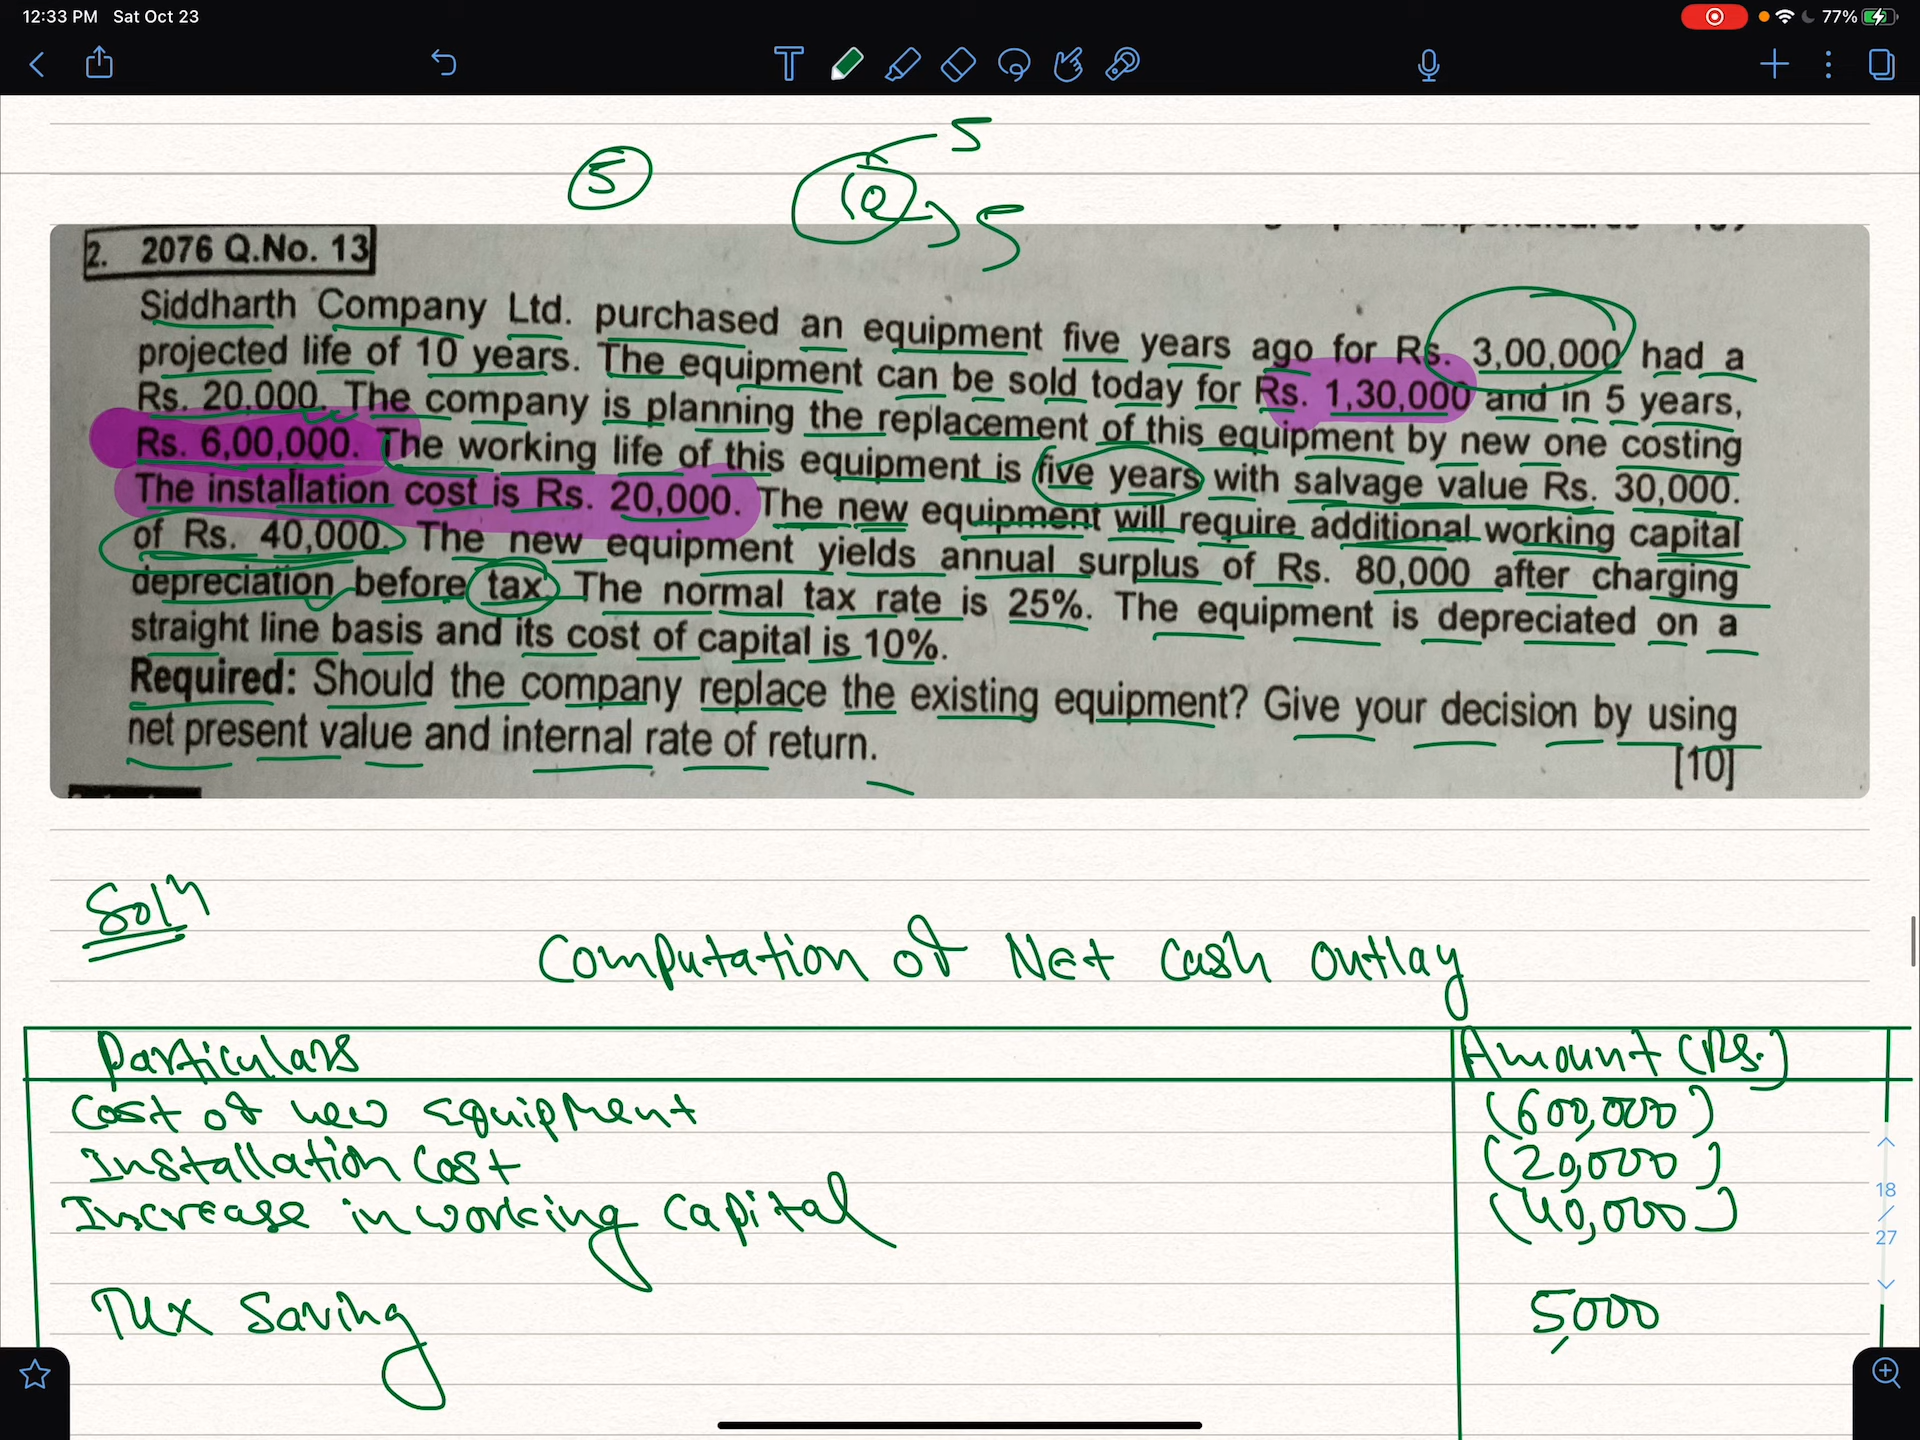 12:33 PM Sat Oct 23
77%
5
5
10
5
2. 2076 Q.No. 13
Siddharth Company Ltd. purchased an equipment five years ago for Rs. 3,00,000 had a
projected life of 10 years. The equipment can be sold today for Rs. 1,30,000 and in 5 years,
Rs. 20,000. The company is planning the replacement of this equipment by new one costing
Rs. 6,00,000. The working life of this equipment is five years with salvage value Rs. 30,000.
The installation cost is Rs. 20,000. The new equipment will require additional working capital
of Rs. 40,000. The new equipment yields annual surplus of Rs. 80,000 after charging
depreciation before tax. The normal tax rate is 25%. The equipment is depreciated on a
straight line basis and its cost of capital is 10%.
Required: Should the company replace the existing equipment? Give your decision by using
net present value and internal rate of return.
[10]
Solⁿ
Computation of Net Cash Outlay
Particulars Amount (Rs.)
Cost of new Equipment (600,000)
Installation Cost (20,000)
Increase in working Capital (40,000)
Tax Saving 5,000
18
/
27